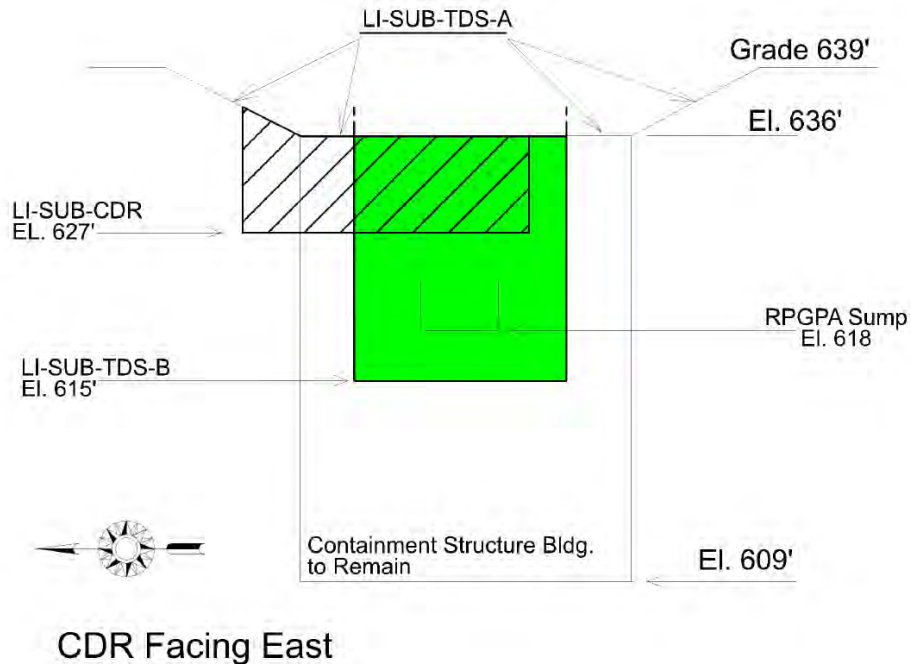 LI-SUB-TDS-A
Grade 639'
El. 636'
LI-SUB-CDR
EL. 627'
RPGPA Sump
El. 618
LI-SUB-TDS-B
El. 615'
Containment Structure Bldg.
to Remain
El. 609'
CDR Facing East